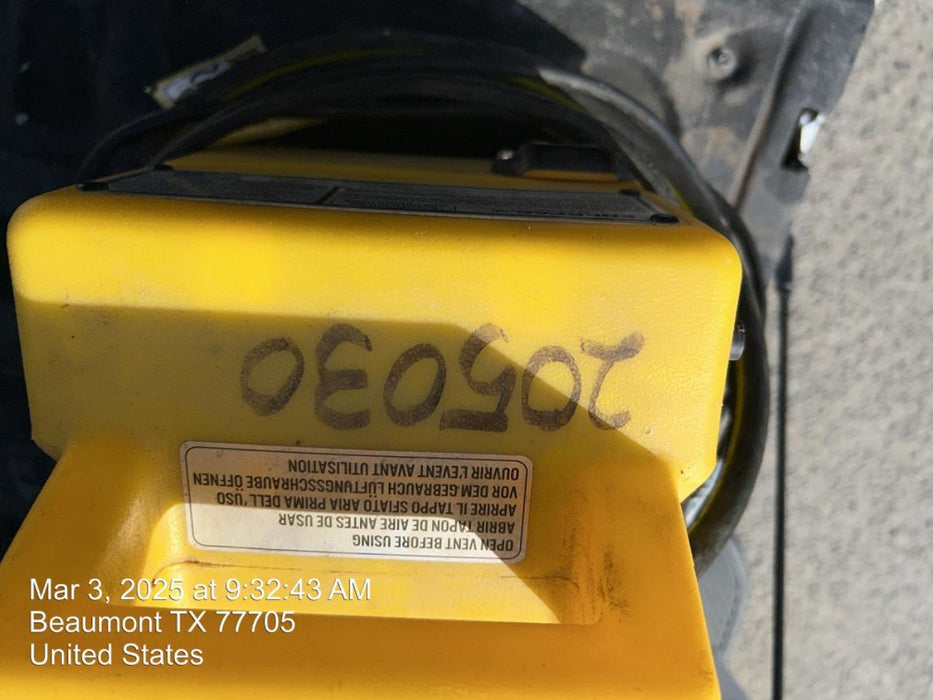 205030
OPEN VENT BEFORE USING
ABRIR TAPON DE AIRE ANTES DE USAR
APRIRE IL TAPPO SFIATO ARIA PRIMA DELL'USO
VOR DEM GEBRAUCH LÜFTUNGSSCHRAUBE ÖFFNEN
OUVRIR L'EVENT AVANT UTILISATION
Mar 3, 2025 at 9:32:43 AM
Beaumont TX 77705
United States